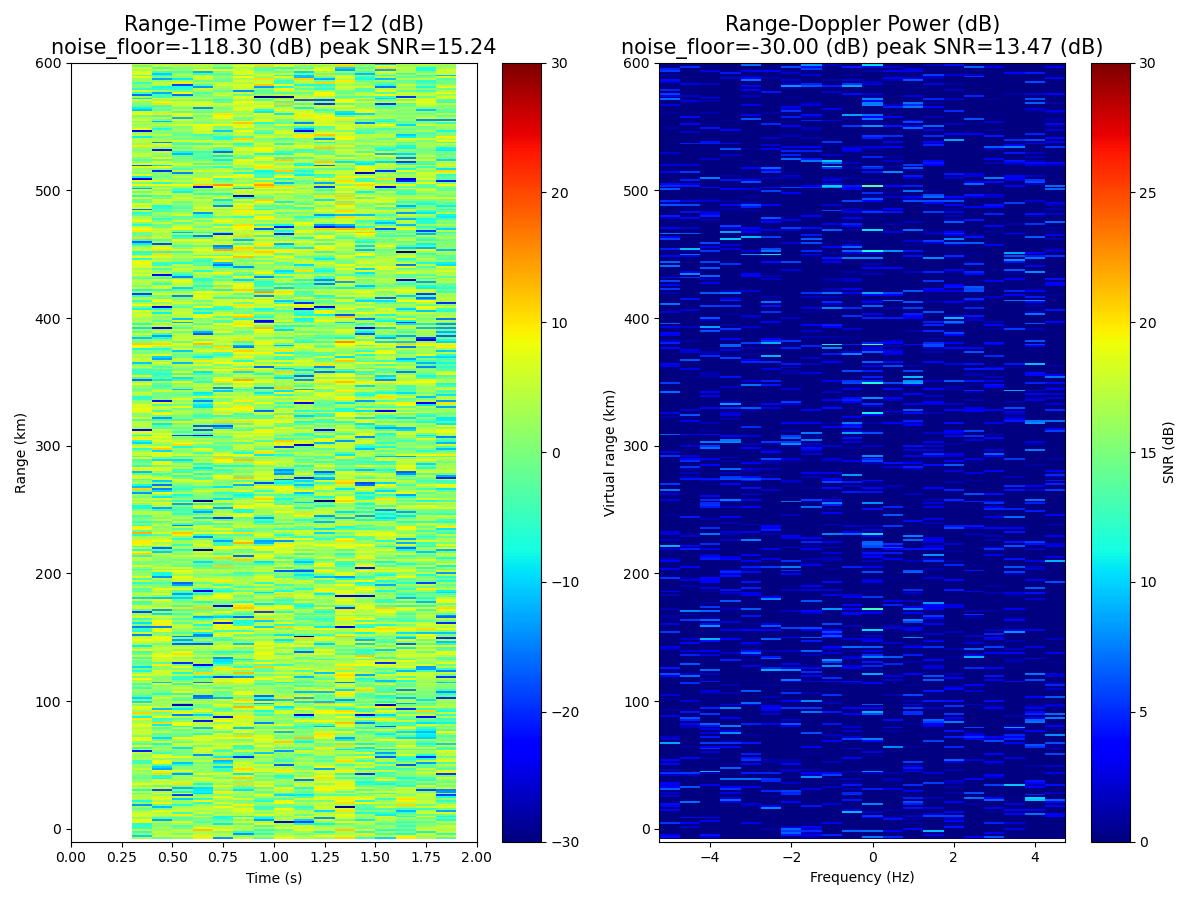 Range-Time Power f=12 (dB)
noise_floor=-118.30 (dB) peak SNR=15.24
Range-Doppler Power (dB)
noise_floor=-30.00 (dB) peak SNR=13.47 (dB)
600
500
400
300
200
100
0
Range (km)
0.00 0.25 0.50 0.75 1.00 1.25 1.50 1.75 2.00
Time (s)
30
20
10
0
−10
−20
−30
600
500
400
300
200
100
0
Virtual range (km)
−4 −2 0 2 4
Frequency (Hz)
30
25
20
15
10
5
0
SNR (dB)